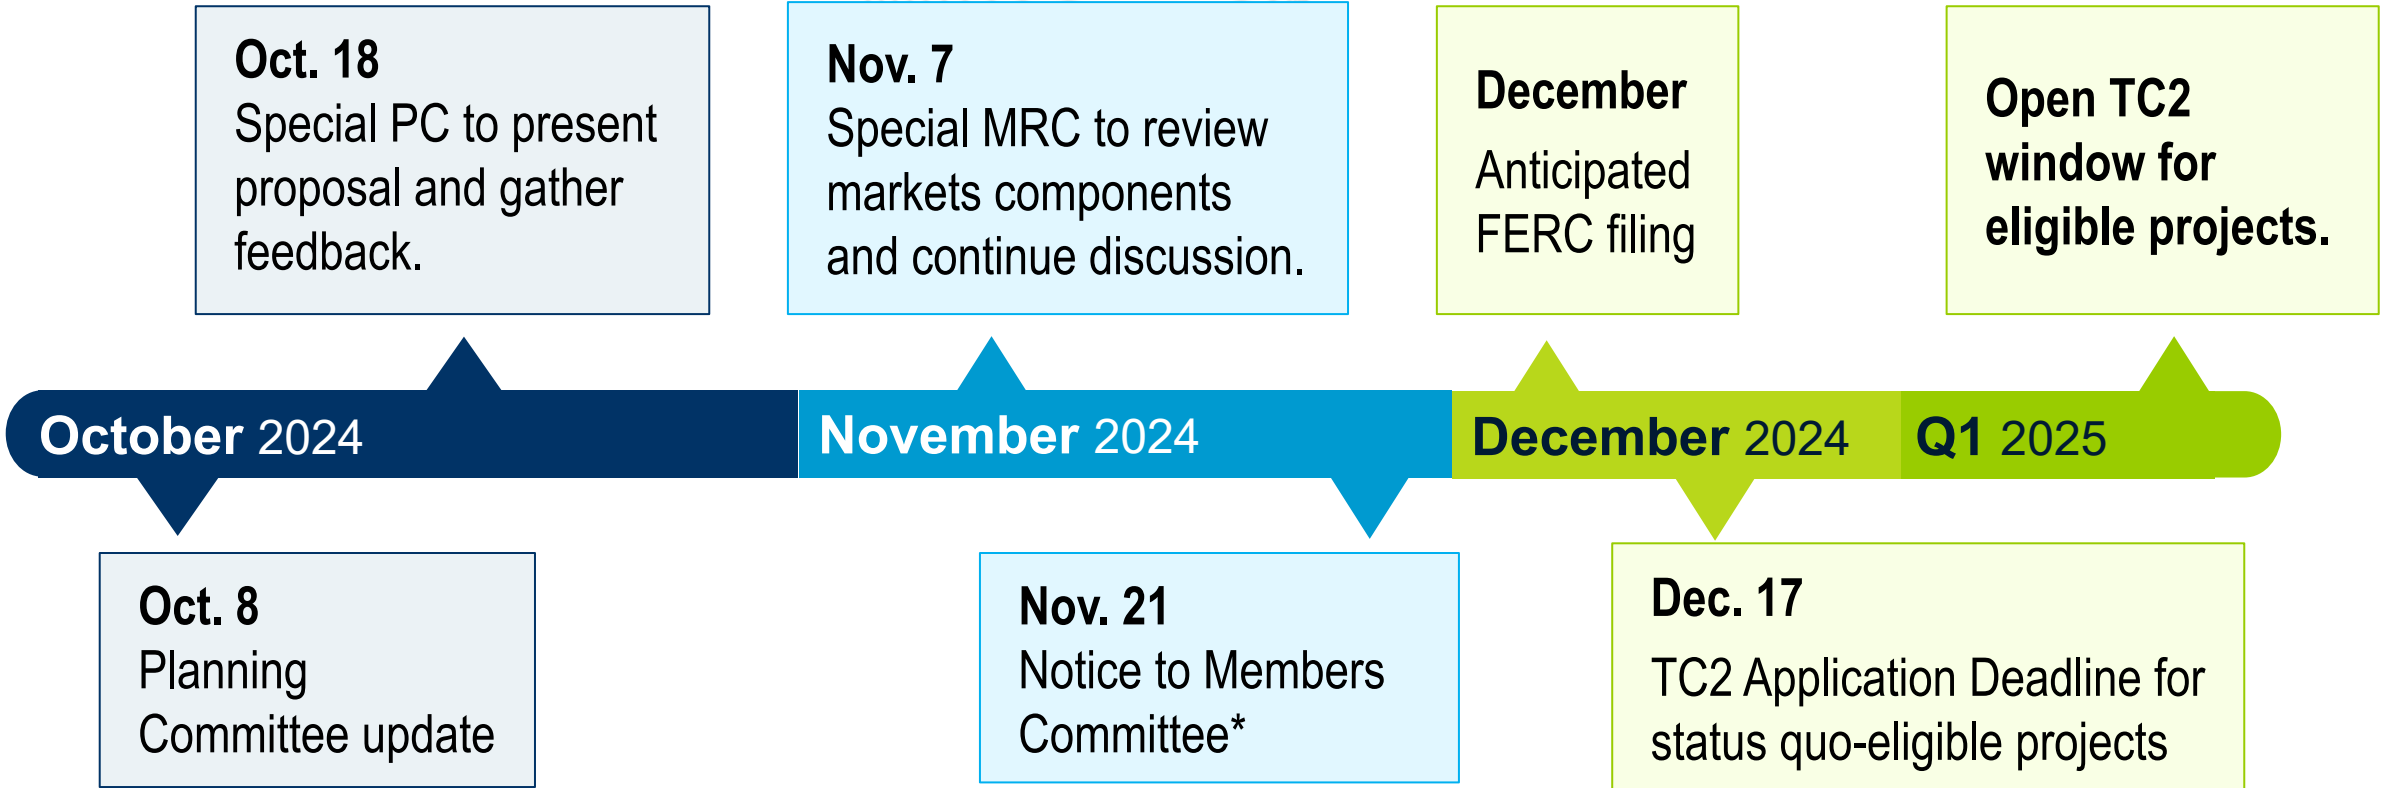 Oct. 18
Special PC to present
proposal and gather
feedback.
Nov. 7
Special MRC to review
markets components
and continue discussion.
December
Anticipated
FERC filing
Open TC2
window for
eligible projects.
October 2024
November 2024
December 2024
Q1 2025
Oct. 8
Planning
Committee update
Nov. 21
Notice to Members
Committee*
Dec. 17
TC2 Application Deadline for
status quo-eligible projects